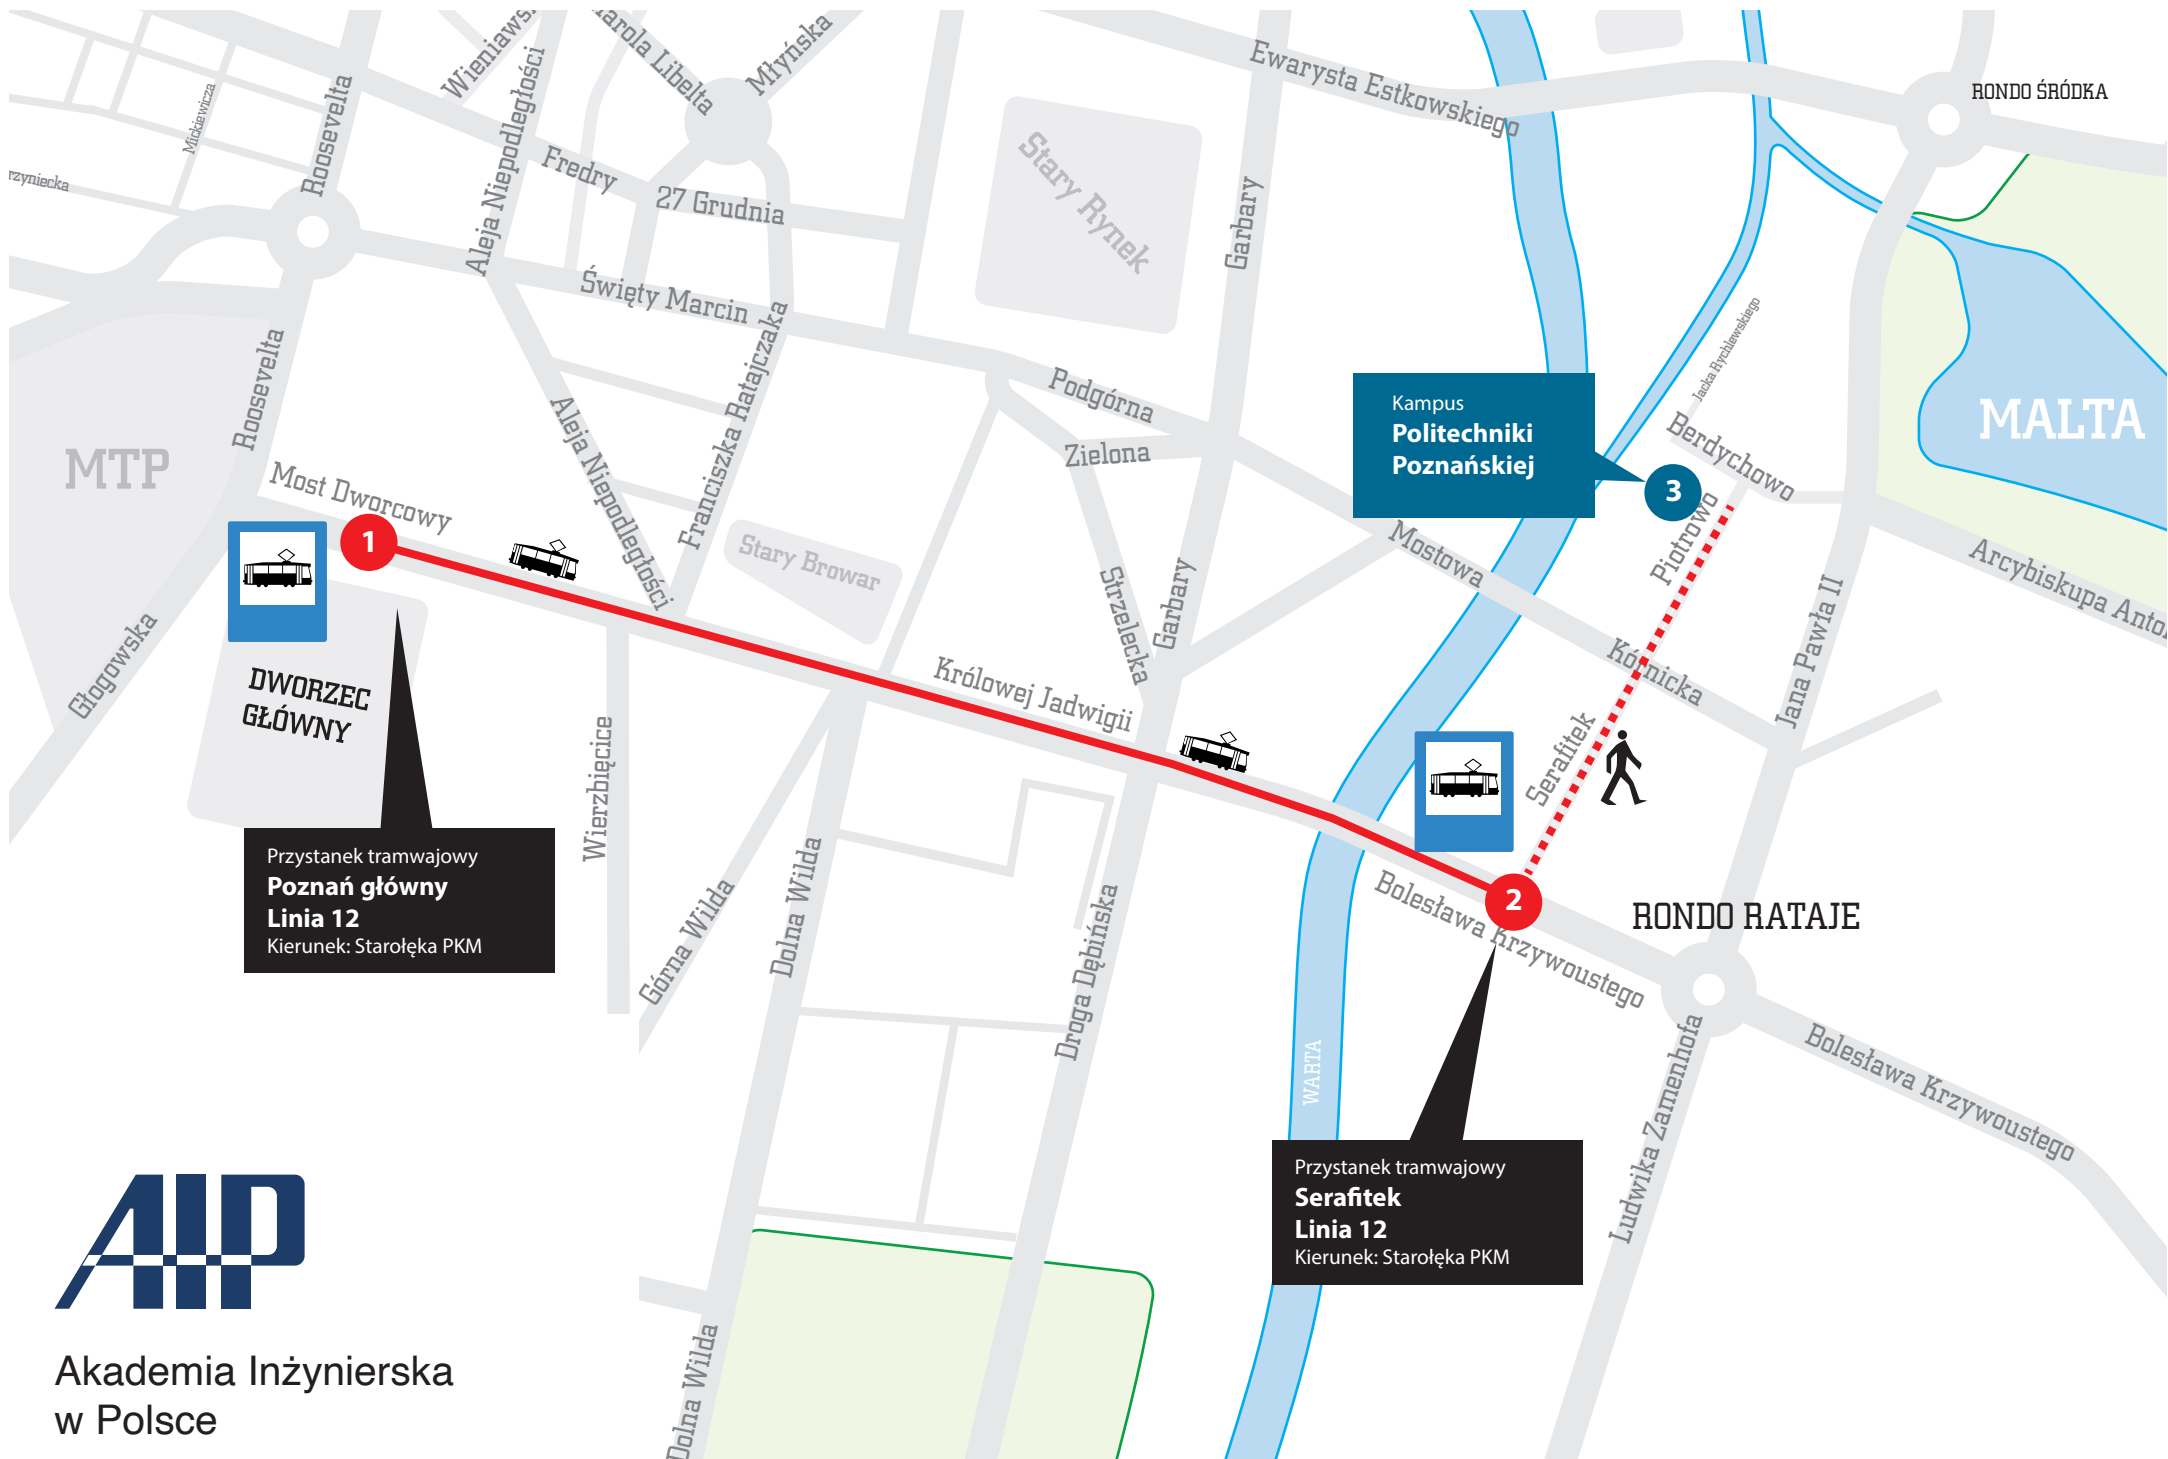 Wieniaws
arola Libelta
Młyńska
Ewarysta Estkowskiego
RONDO ŚRÓDKA
Mickiewicza
Roosevelta
Aleja Niepodległości
Fredry
27 Grudnia
Stary Rynek
Garbary
rzyniecka
Święty Marcin
Franciszka Ratajczaka
Roosevelta
Jacka Rychlewskiego
Podgórna
Zielona
Kampus
Politechniki
Poznańskiej
3
Berdychowo
MALTA
MTP
Most Dworcowy
Aleja Niepodległości
1
Stary Browar
Strzelecka
Garbary
Mostowa
Piotrowo
Arcybiskupa Anto
Głogowska
DWORZEC
GŁÓWNY
Królowej Jadwigii
Kórnicka
Jana Pawła II
Serafitek
Wierzbięcice
Przystanek tramwajowy
Poznań główny
Linia 12
Kierunek: Starołęka PKM
Górna Wilda
Dolna Wilda
Droga Dębińska
2
RONDO RATAJE
Bolesława Krzywoustego
WARTA
Ludwika Zamenhofa
Bolesława Krzywoustego
Przystanek tramwajowy
Serafitek
Linia 12
Kierunek: Starołęka PKM
AIP
Akademia Inżynierska
w Polsce
Dolna Wilda